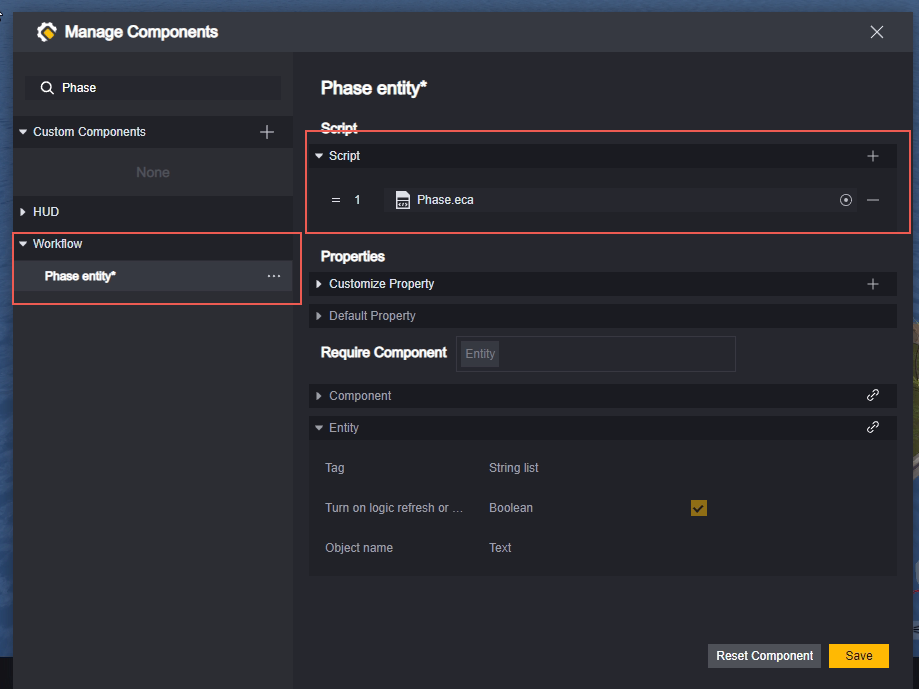 Manage Components
Phase
Custom Components
None
HUD
Workflow
Phase entity*
Phase entity*
Script
Script
1 Phase.eca
Properties
Customize Property
Default Property
Require Component Entity
Component
Entity
Tag String list
Turn on logic refresh or ... Boolean
Object name Text
Reset Component Save